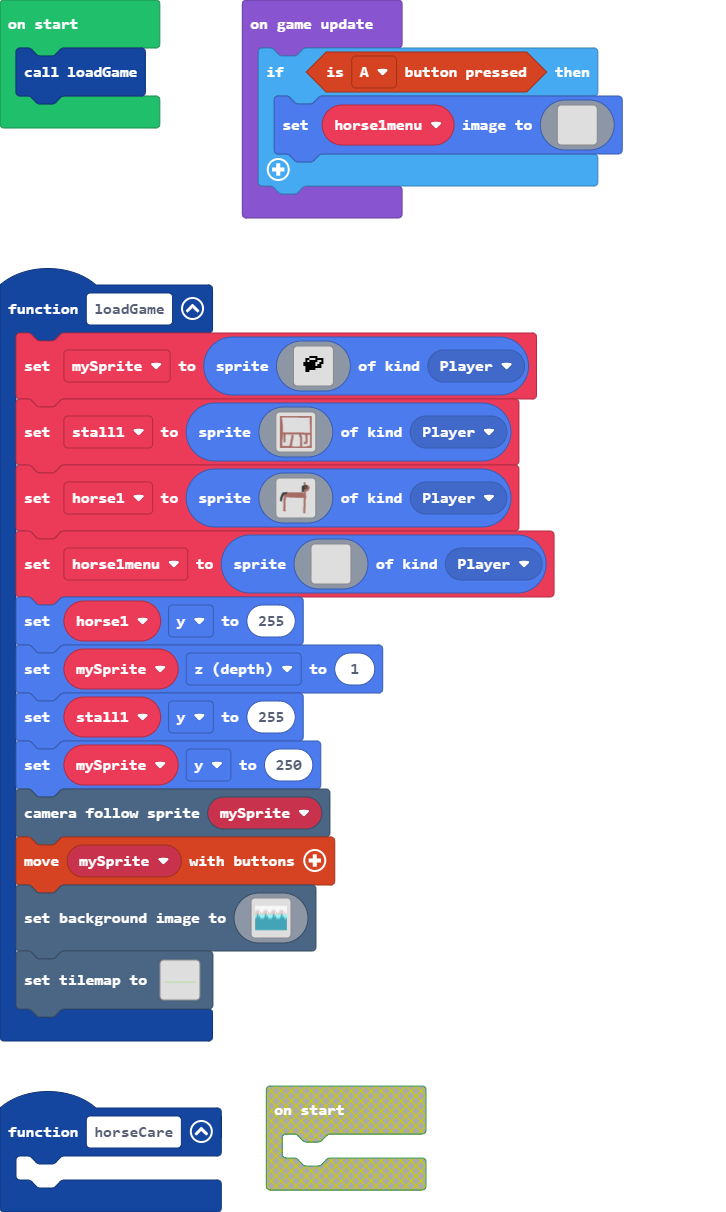 on start
call loadGame
on game update
if is A button pressed then
set horse1menu image to
function loadGame
set mySprite to sprite of kind Player
set stall1 to sprite of kind Player
set horse1 to sprite of kind Player
set horse1menu to sprite of kind Player
set horse1 y to 255
set mySprite z (depth) to 1
set stall1 y to 255
set mySprite y to 250
camera follow sprite mySprite
move mySprite with buttons
set background image to
set tilemap to
function horseCare
on start